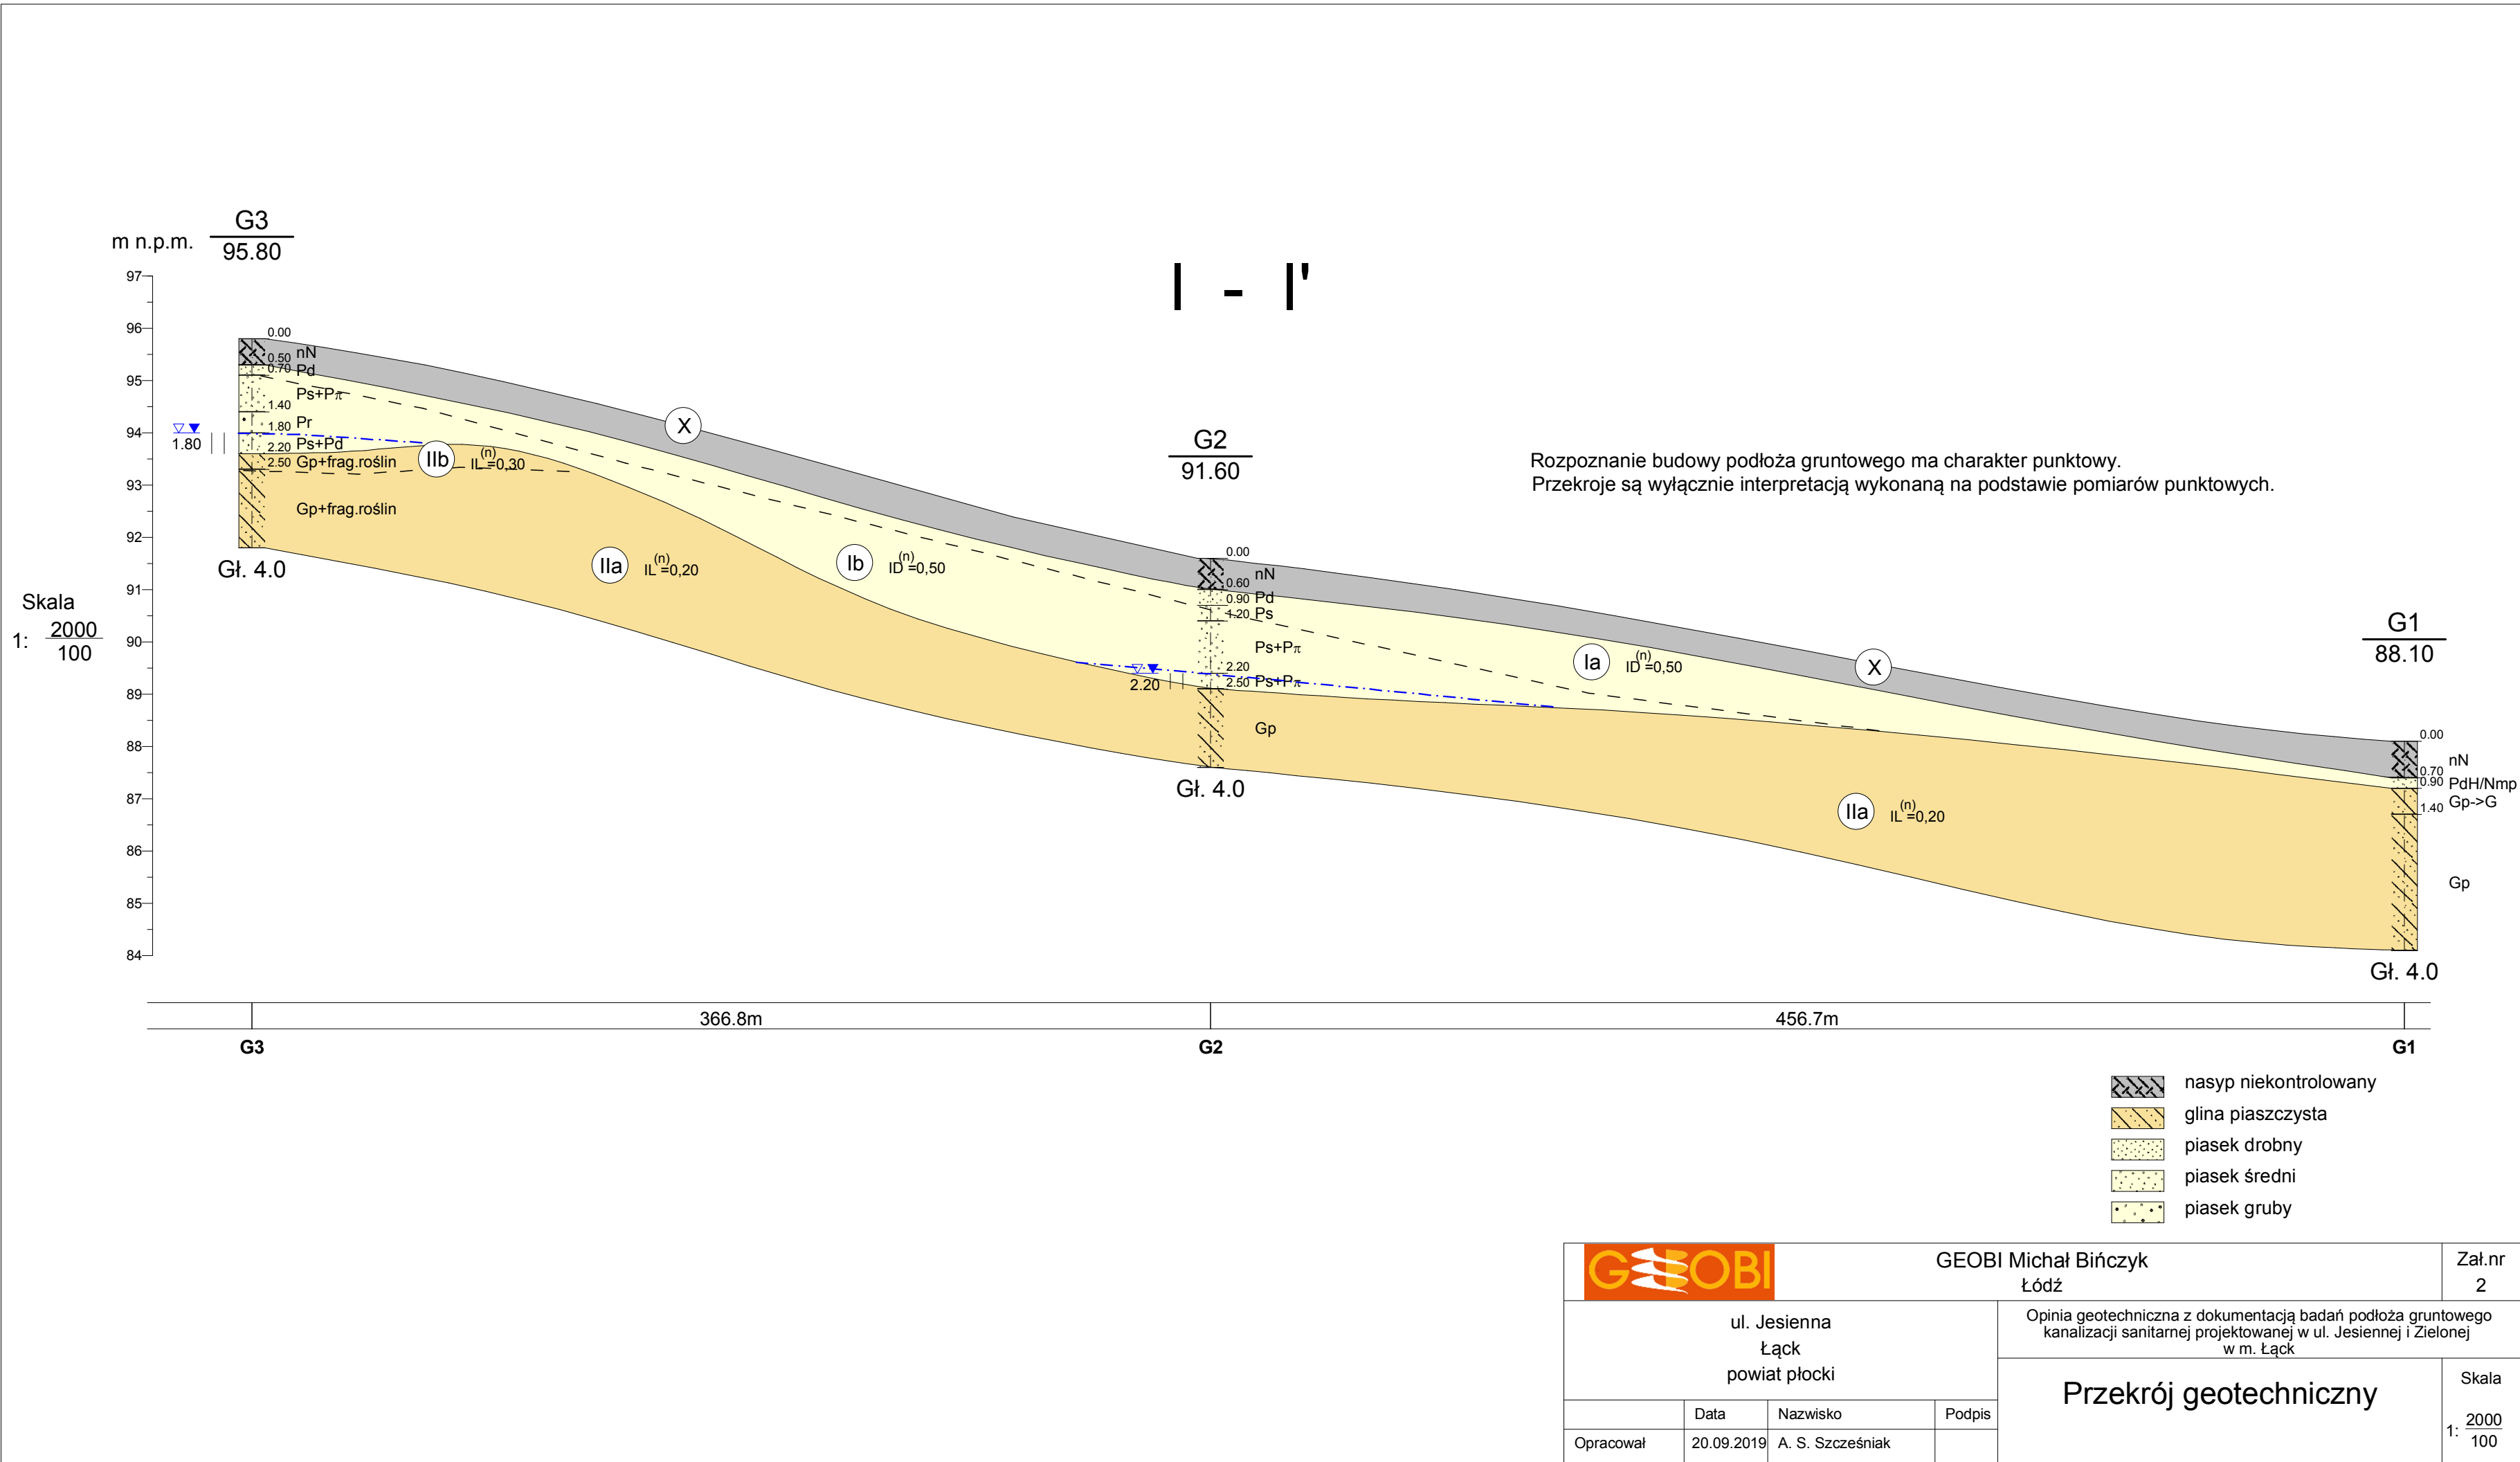 G3
m n.p.m.
95.80
I - I'
97
96
95
94
93
92
91
90
89
88
87
86
85
84
Skala
1: 2000
100
0.00
nN
0.50
Pd
0.70
Ps+Pπ
1.40
Pr
1.80
Ps+Pd
2.20
Gp+frag.roślin
2.50
Gp+frag.roślin
1.80
Gł. 4.0
X
IIb
(n)
IL =0,30
IIa
(n)
IL =0,20
Ib
(n)
ID =0,50
G2
91.60
0.00
nN
0.60
Pd
0.90
Ps
1.20
Ps+Pπ
2.20
Ps+Pπ
2.50
Gp
2.20
Gł. 4.0
Rozpoznanie budowy podłoża gruntowego ma charakter punktowy.
Przekroje są wyłącznie interpretacją wykonaną na podstawie pomiarów punktowych.
Ia
(n)
ID =0,50
X
IIa
(n)
IL =0,20
G1
88.10
0.00
nN
0.70
PdH/Nmp
0.90
Gp->G
1.40
Gp
Gł. 4.0
366.8m
456.7m
G3
G2
G1
nasyp niekontrolowany
glina piaszczysta
piasek drobny
piasek średni
piasek gruby
GEOBI
GEOBI Michał Bińczyk
Łódź
Zał.nr
2
ul. Jesienna
Łąck
powiat płocki
Opinia geotechniczna z dokumentacją badań podłoża gruntowego
kanalizacji sanitarnej projektowanej w ul. Jesiennej i Zielonej
w m. Łąck
Przekrój geotechniczny
Skala
1: 2000
100
Data
Nazwisko
Podpis
Opracował
20.09.2019
A. S. Szcześniak